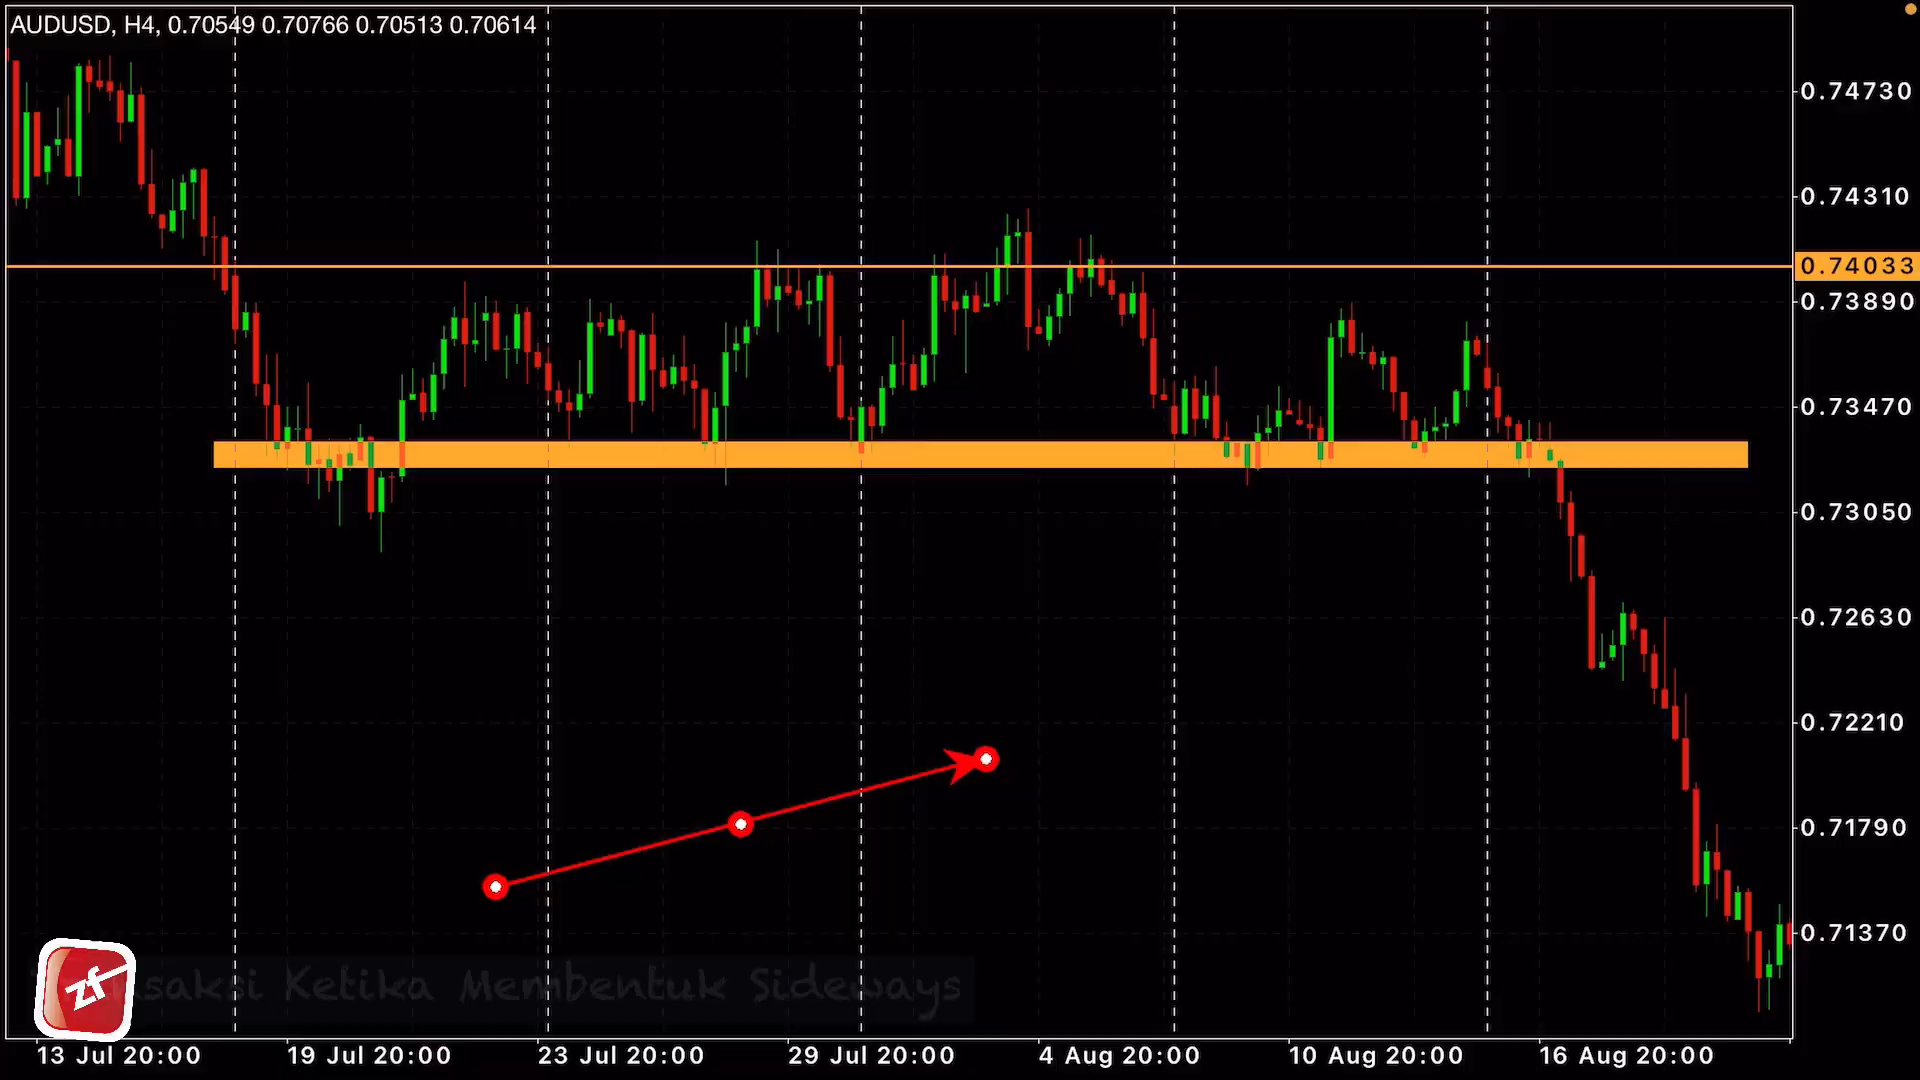 AUDUSD, H4, 0.70549 0.70766 0.70513 0.70614
0.74730
0.74310
0.74033
0.73890
0.73470
0.73050
0.72630
0.72210
0.71790
0.71370
zf
Ketika Membentuk Sideways
13 Jul 20:00 19 Jul 20:00 23 Jul 20:00 29 Jul 20:00 4 Aug 20:00 10 Aug 20:00 16 Aug 20:00